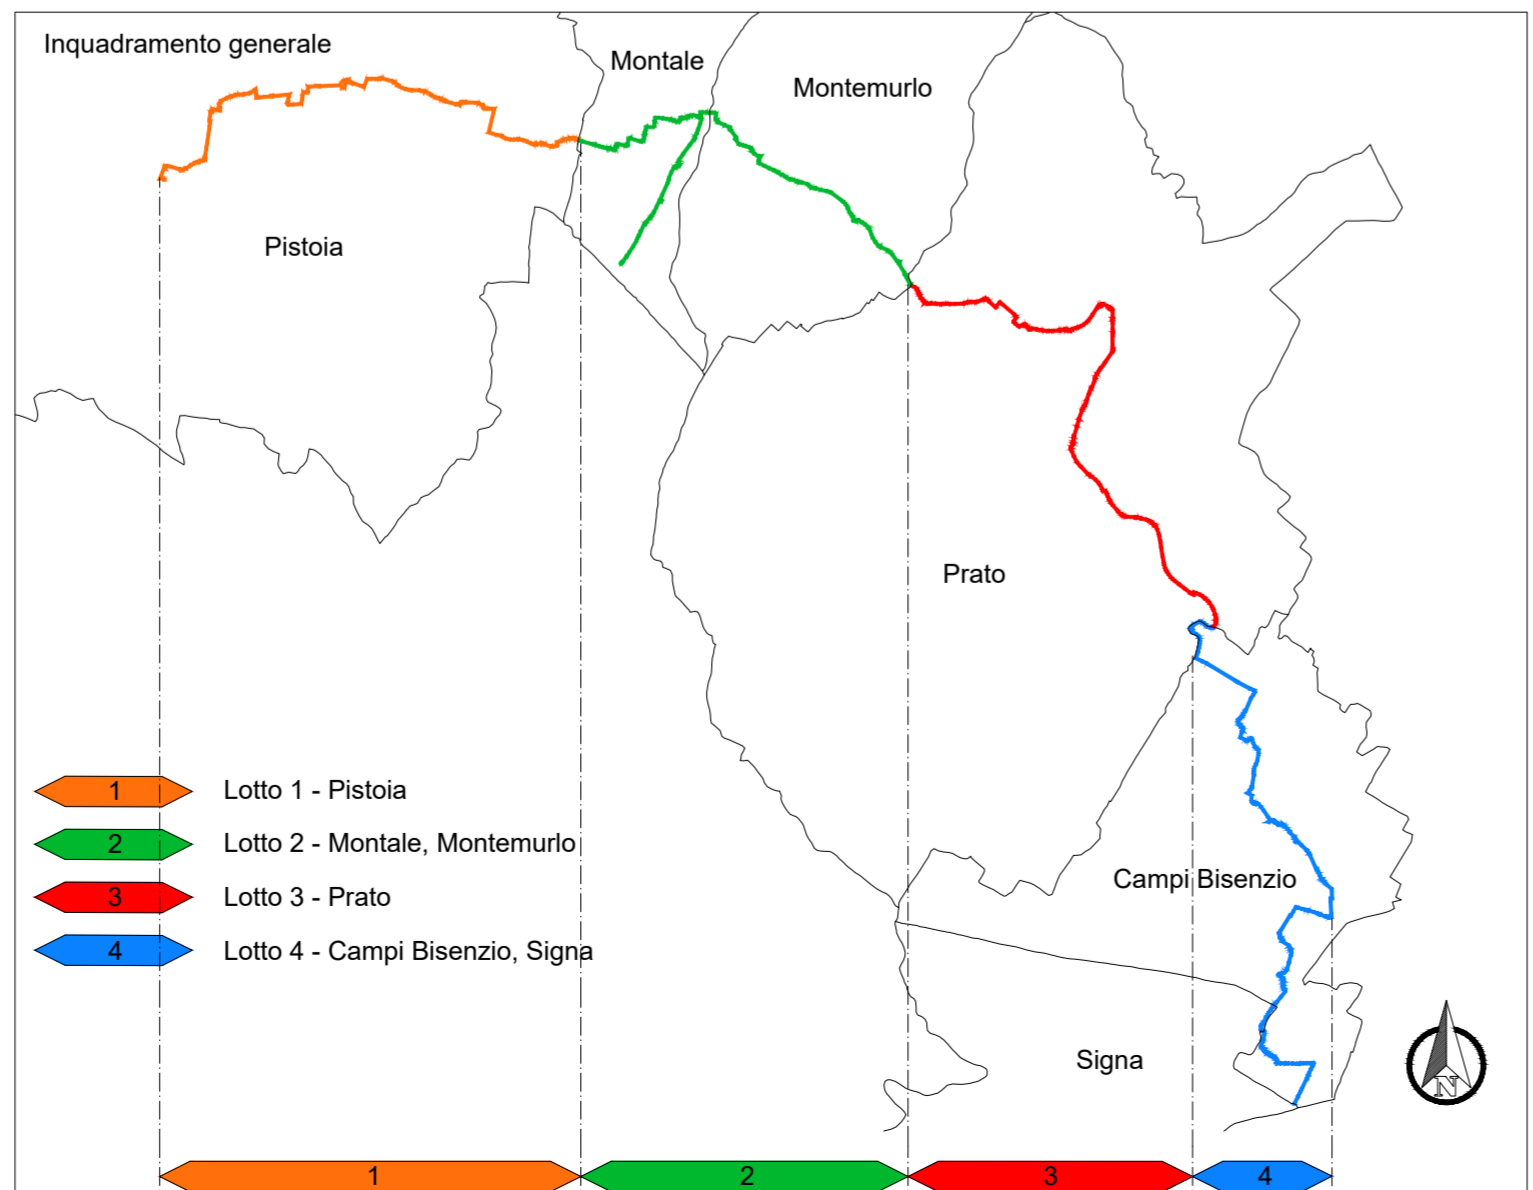 Inquadramento generale
Montale
Montemurlo
Pistoia
Prato
1 Lotto 1 - Pistoia
2 Lotto 2 - Montale, Montemurlo
3 Lotto 3 - Prato
4 Lotto 4 - Campi Bisenzio, Signa
Campi Bisenzio
Signa
N
1 2 3 4